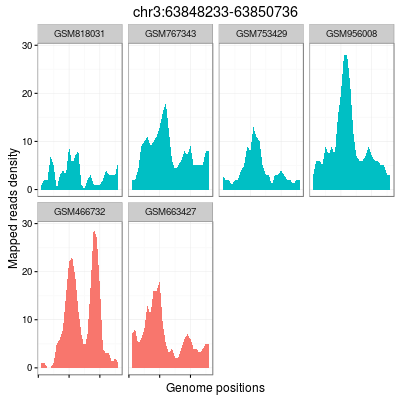 chr3:63848233-63850736
GSM818031 GSM767343 GSM753429 GSM956008
30
20
10
0
GSM466732 GSM663427
30
20
10
0
Mapped reads density
Genome positions